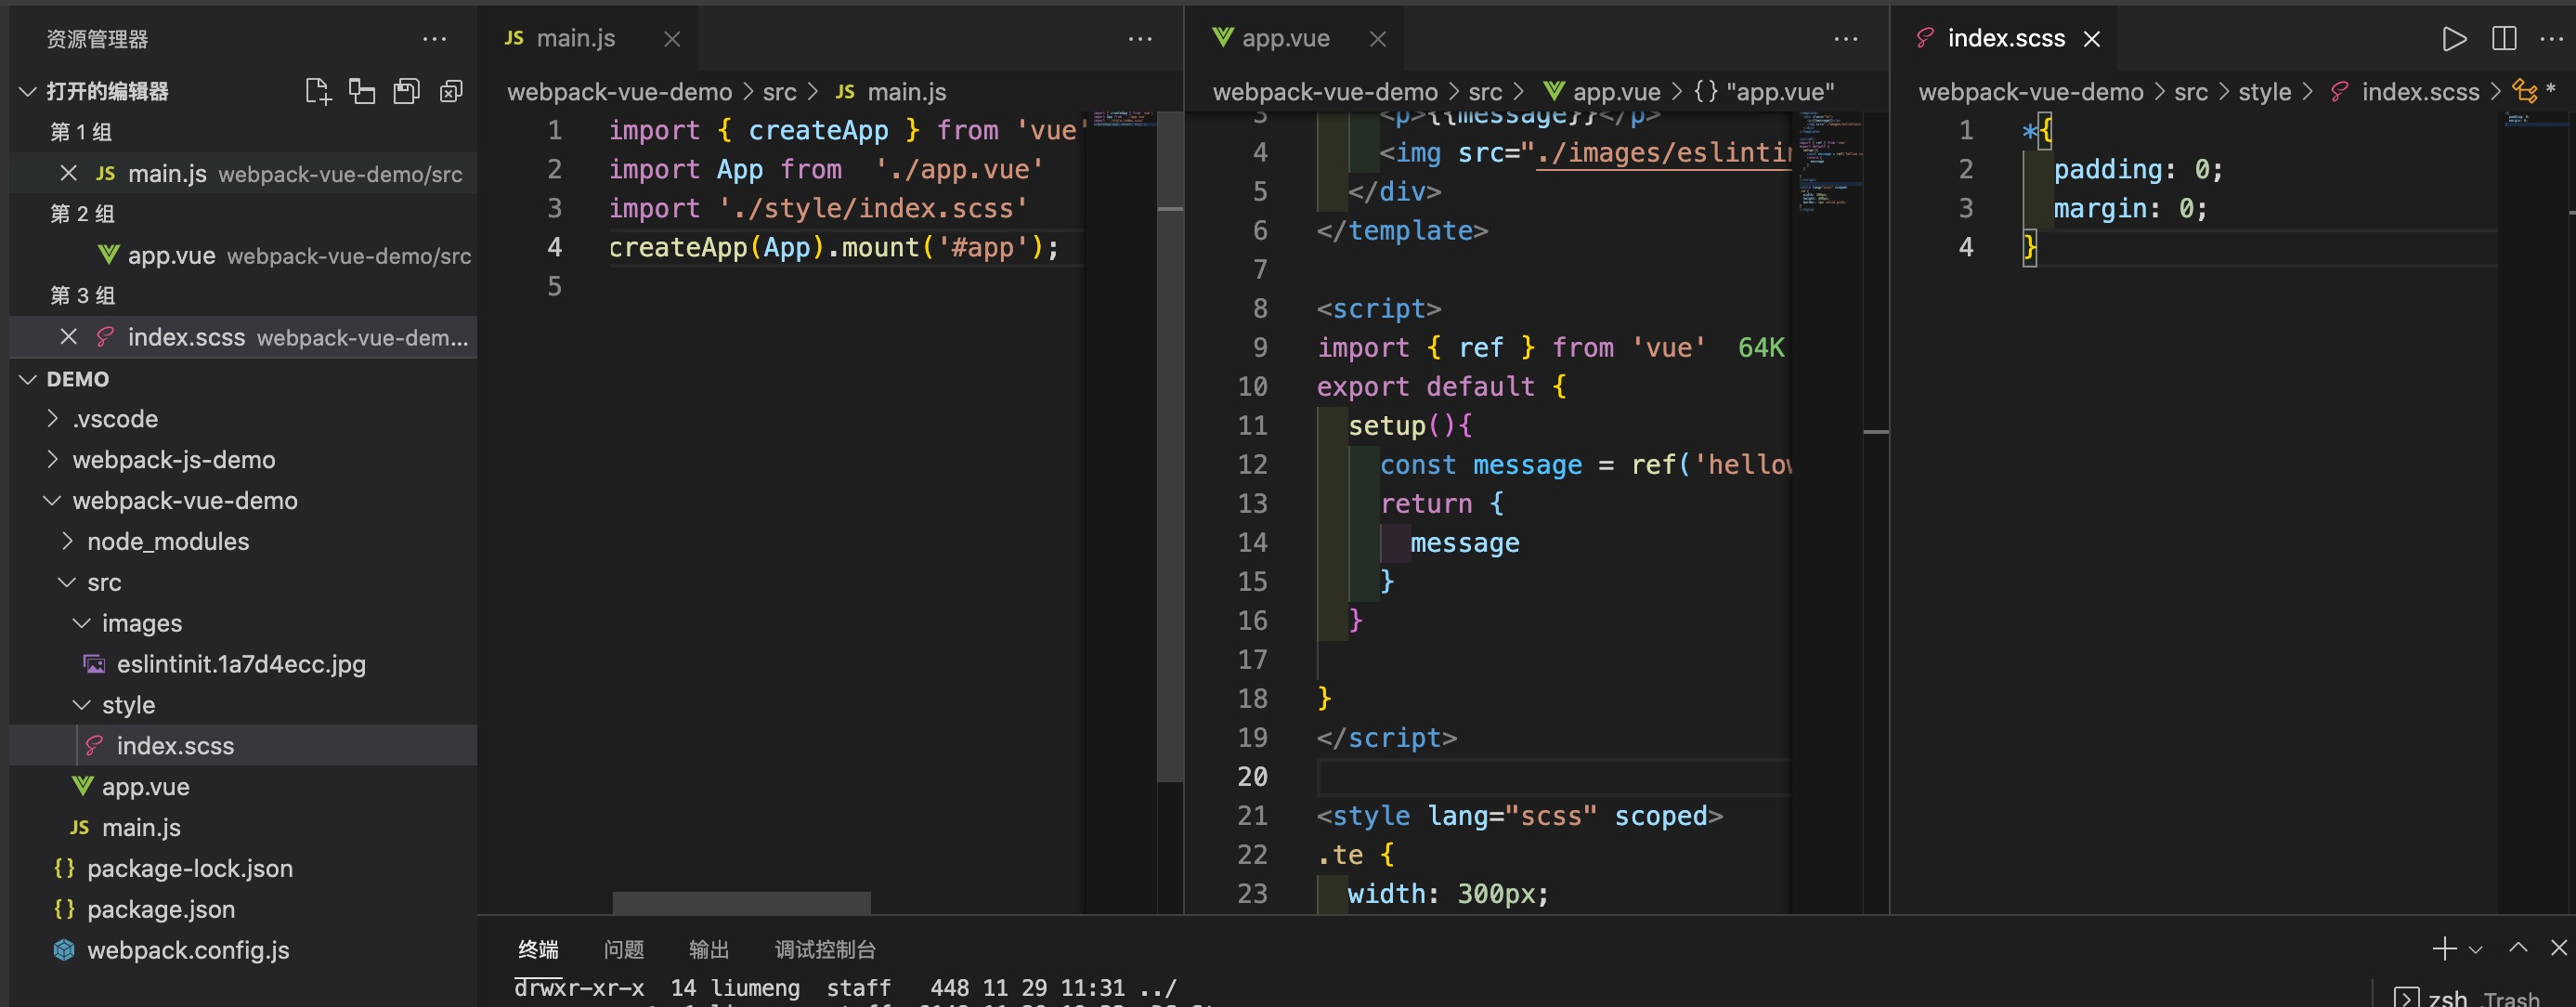 资源管理器
打开的编辑器
第 1 组
main.js webpack-vue-demo/src
第 2 组
app.vue webpack-vue-demo/src
第 3 组
index.scss webpack-vue-dem...
DEMO
.vscode
webpack-js-demo
webpack-vue-demo
node_modules
src
images
eslintinit.1a7d4ecc.jpg
style
index.scss
app.vue
JS main.js
{} package-lock.json
{} package.json
webpack.config.js
JS main.js
webpack-vue-demo > src > JS main.js
1 import { createApp } from 'vue'
2 import App from  './app.vue'
3 import './style/index.scss'
4 createApp(App).mount('#app');
5
app.vue
webpack-vue-demo > src > app.vue > {} "app.vue"
3 <p>{{message}}</p>
4 <img src="./images/eslintin
5 </div>
6 </template>
7
8 <script>
9 import { ref } from 'vue'  64K
10 export default {
11 setup(){
12 const message = ref('hellow
13 return {
14 message
15 }
16 }
17
18 }
19 </script>
20
21 <style lang="scss" scoped>
22 .te {
23 width: 300px;
index.scss
webpack-vue-demo > src > style > index.scss > *
1 *{
2 padding: 0;
3 margin: 0;
4 }
终端 问题 输出 调试控制台
drwxr-xr-x  14 liumeng  staff   448 11 29 11:31 ../
zsh .Trash